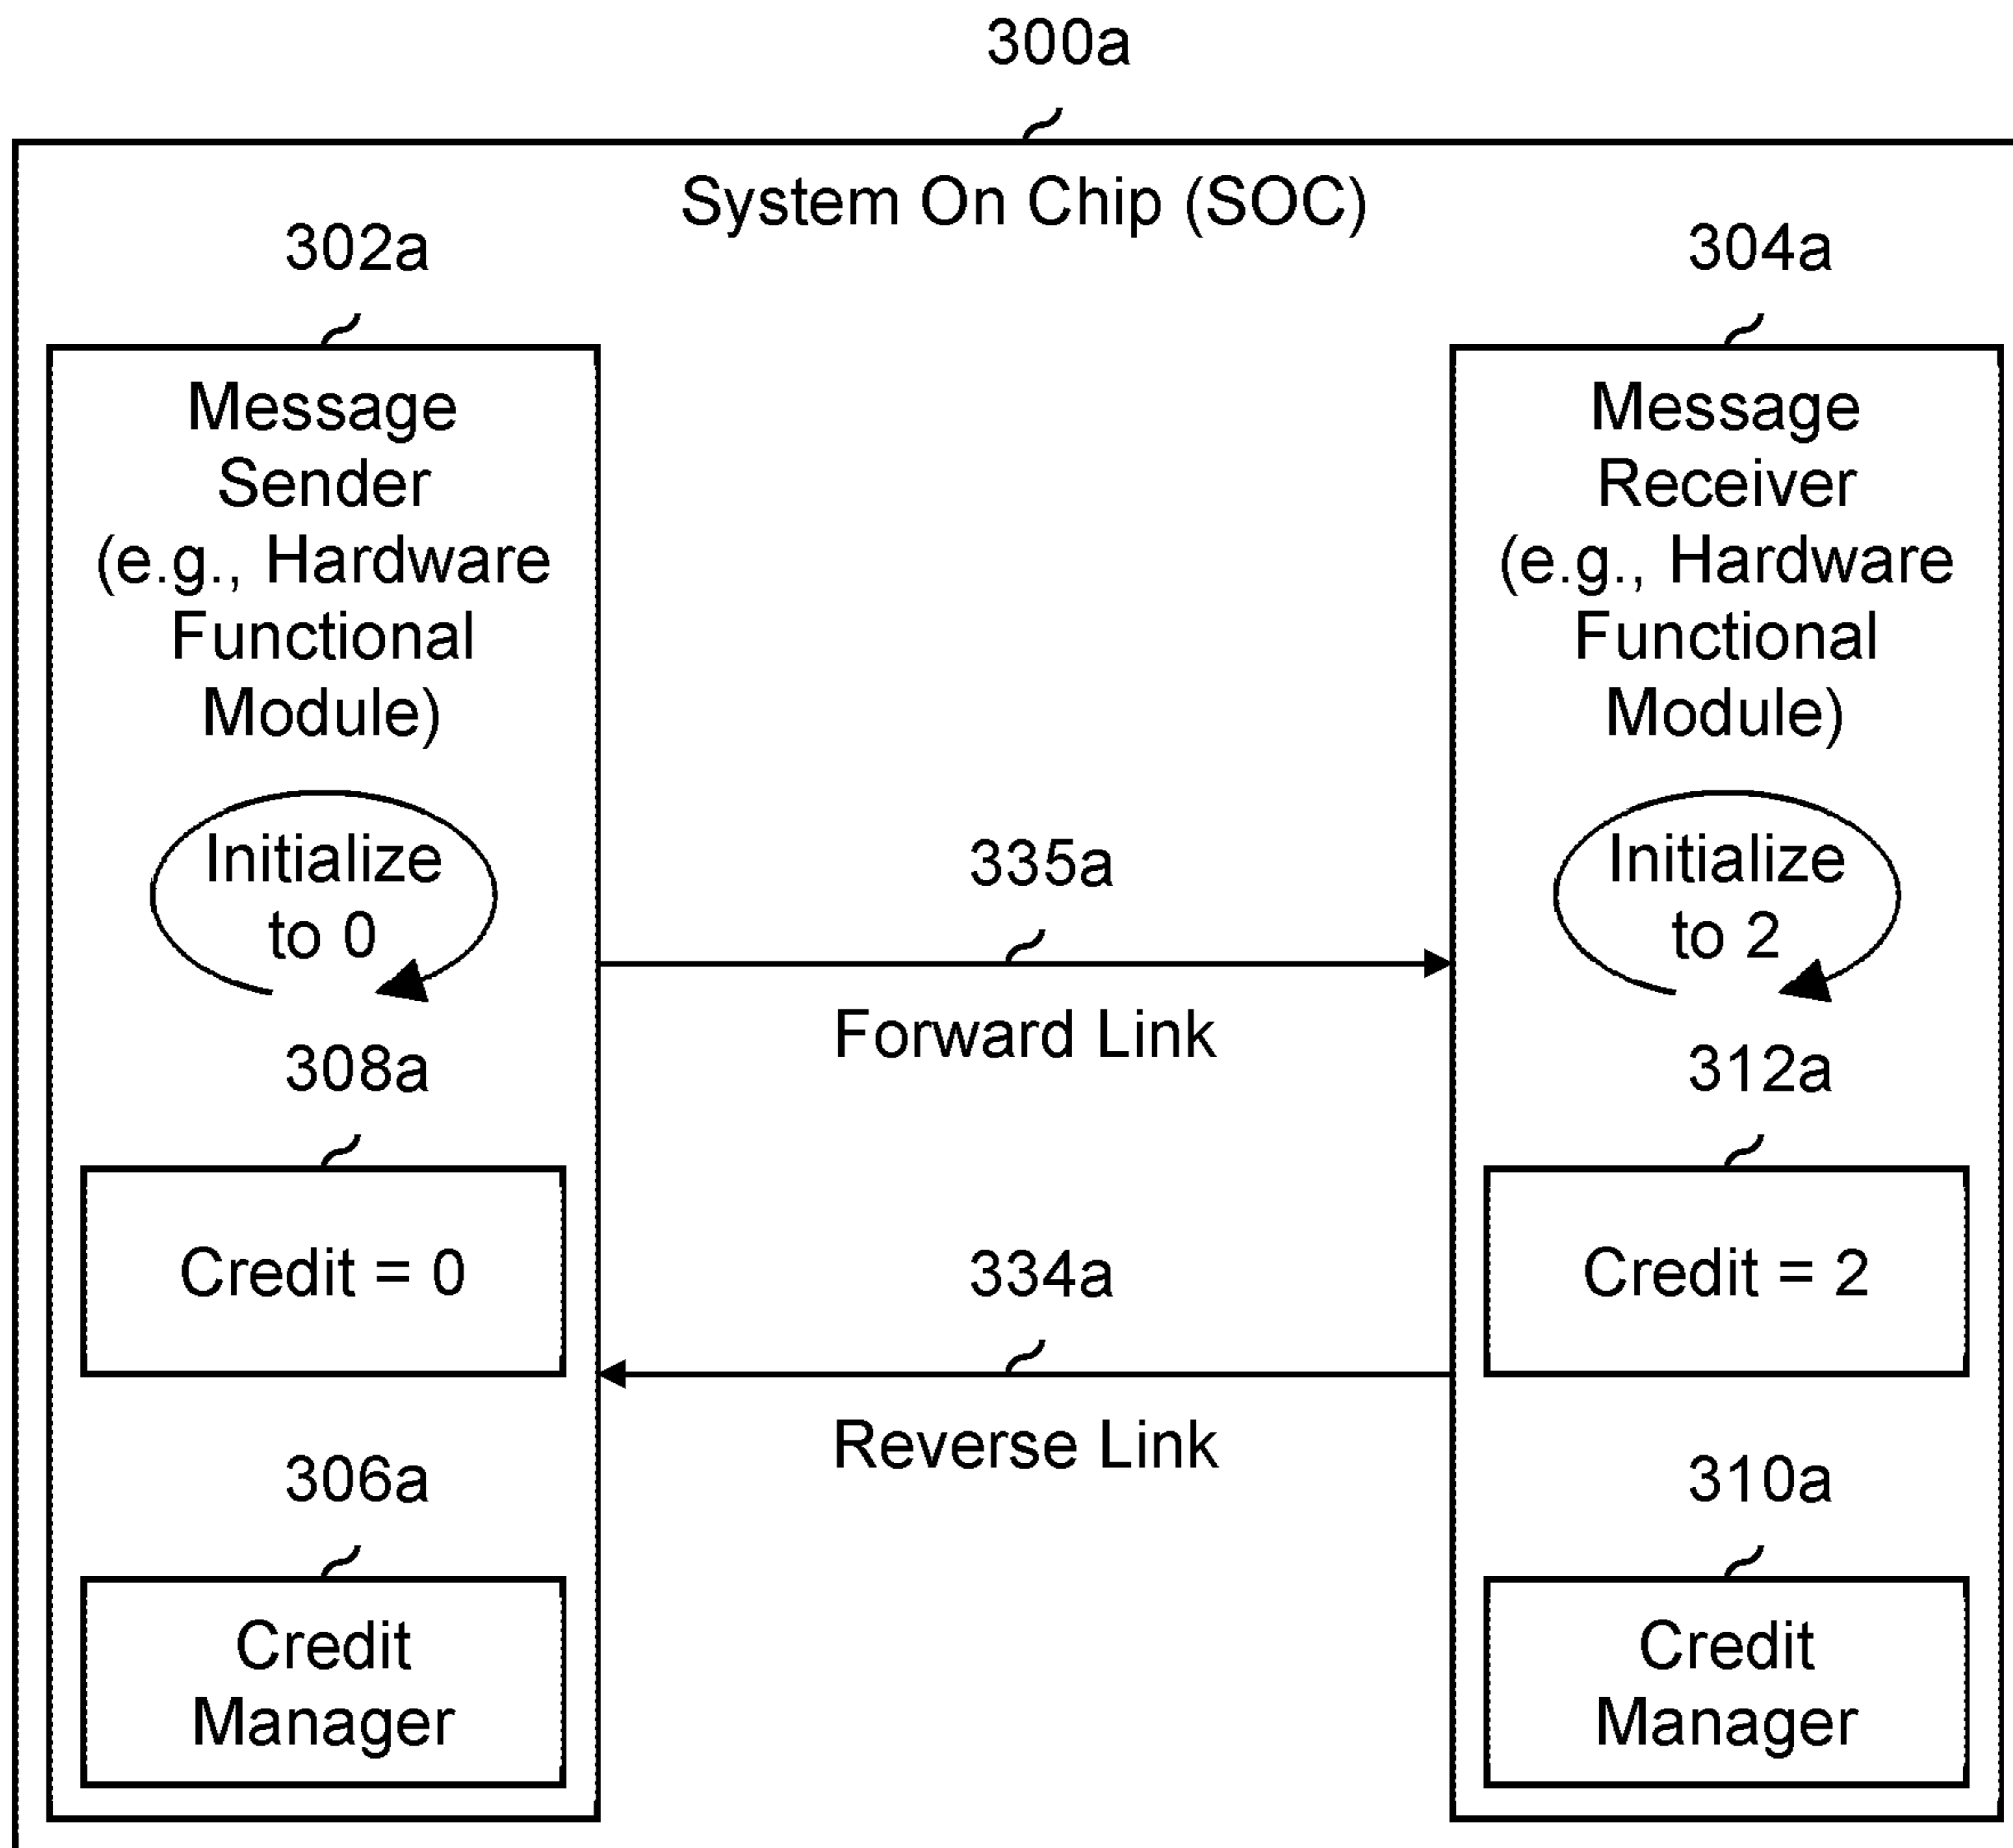 300a
System On Chip (SOC)
302a
304a
Message
Sender
(e.g., Hardware
Functional
Module)
Initialize
to 0
308a
Credit = 0
306a
Credit
Manager
335a
Forward Link
334a
Reverse Link
Message
Receiver
(e.g., Hardware
Functional
Module)
Initialize
to 2
312a
Credit = 2
310a
Credit
Manager